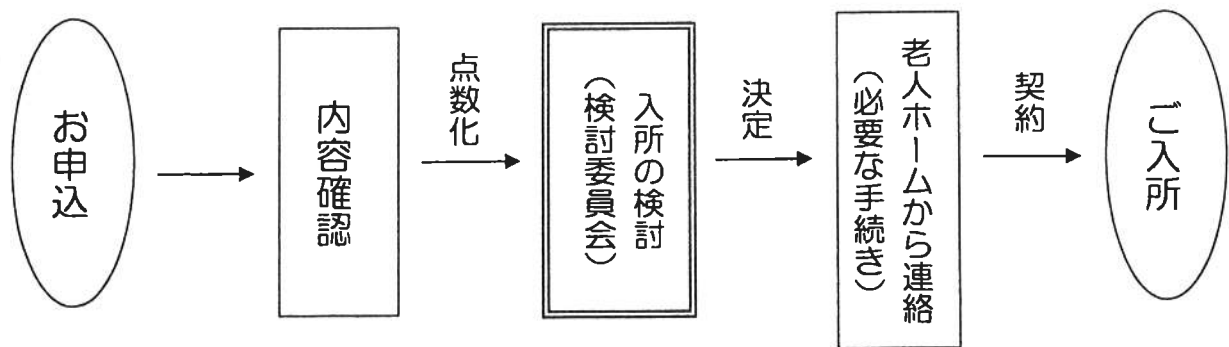 お申込
内容確認
点数化
入所の検討
（検討委員会）
決定
老人ホームから連絡
（必要な手続き）
契約
ご入所